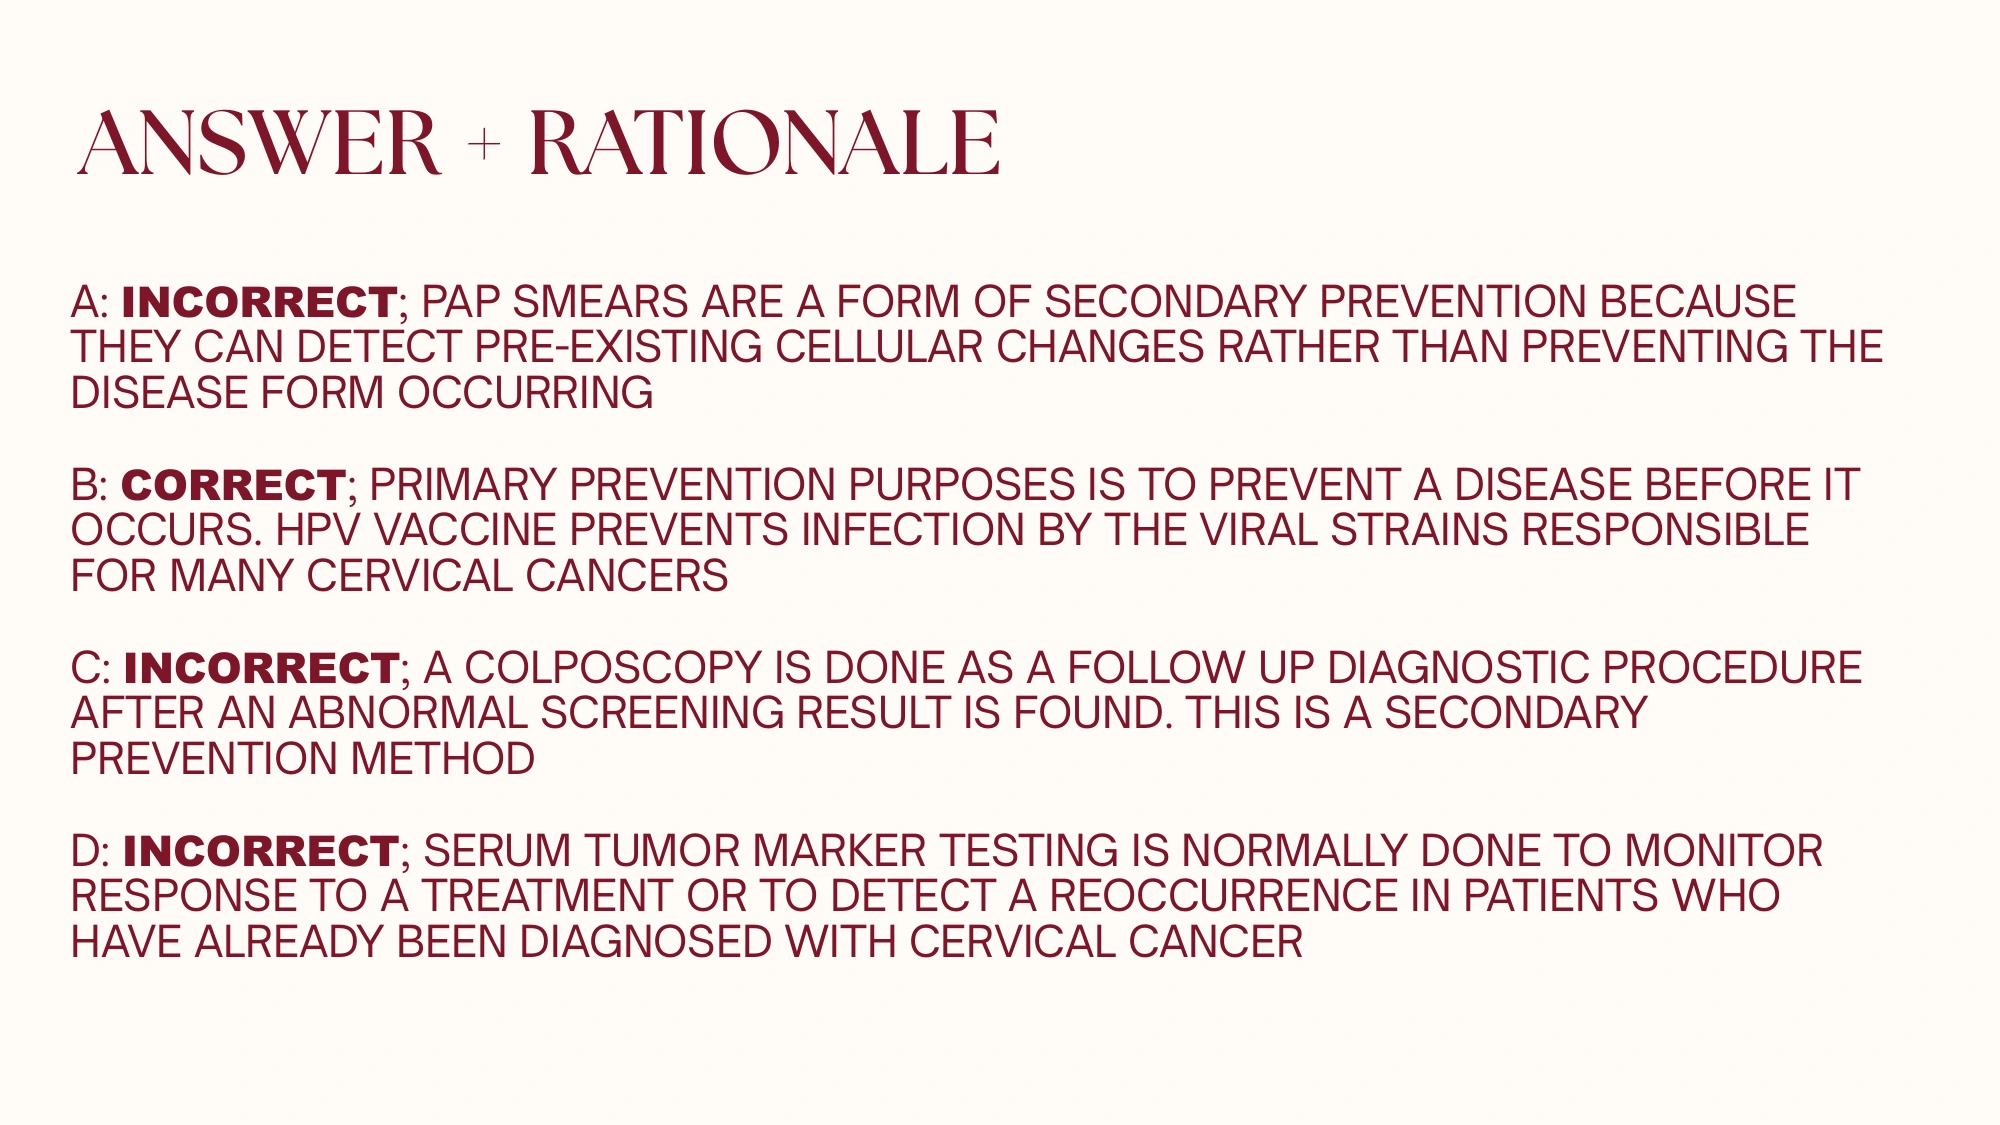 ANSWER + RATIONALE
A: INCORRECT; PAP SMEARS ARE A FORM OF SECONDARY PREVENTION BECAUSE
THEY CAN DETECT PRE-EXISTING CELLULAR CHANGES RATHER THAN PREVENTING THE
DISEASE FORM OCCURRING
B: CORRECT; PRIMARY PREVENTION PURPOSES IS TO PREVENT A DISEASE BEFORE IT
OCCURS. HPV VACCINE PREVENTS INFECTION BY THE VIRAL STRAINS RESPONSIBLE
FOR MANY CERVICAL CANCERS
C: INCORRECT; A COLPOSCOPY IS DONE AS A FOLLOW UP DIAGNOSTIC PROCEDURE
AFTER AN ABNORMAL SCREENING RESULT IS FOUND. THIS IS A SECONDARY
PREVENTION METHOD
D: INCORRECT; SERUM TUMOR MARKER TESTING IS NORMALLY DONE TO MONITOR
RESPONSE TO A TREATMENT OR TO DETECT A REOCCURRENCE IN PATIENTS WHO
HAVE ALREADY BEEN DIAGNOSED WITH CERVICAL CANCER